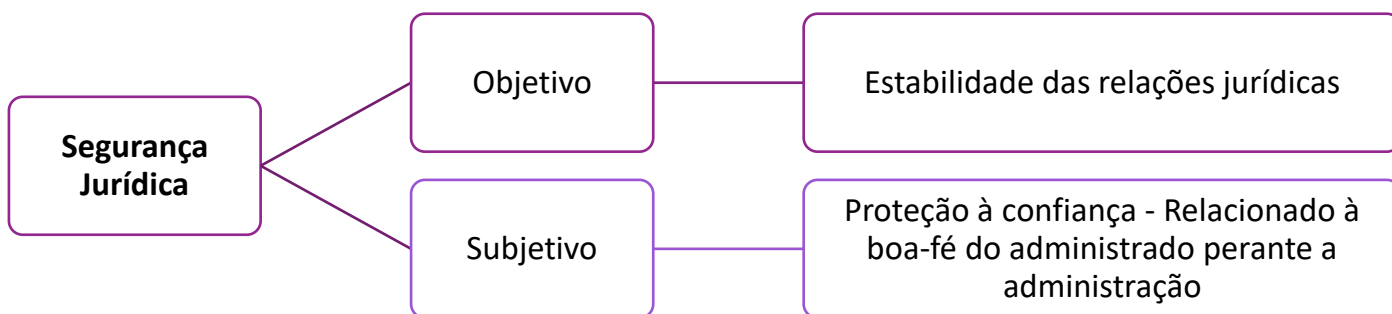 Segurança
Jurídica
Objetivo
Estabilidade das relações jurídicas
Subjetivo
Proteção à confiança - Relacionado à
boa-fé do administrado perante a
administração